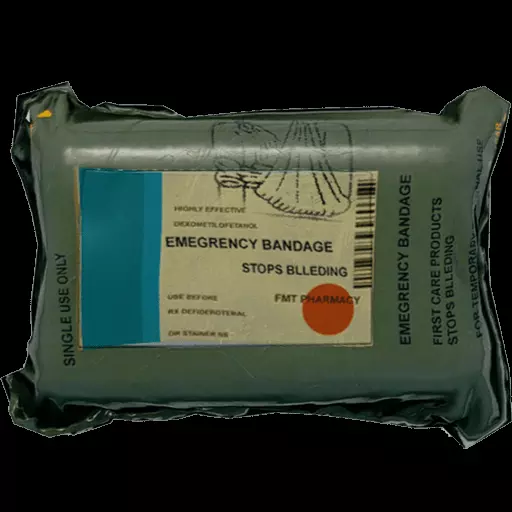 HIGHLY EFFECTIVE
DEXOMETILOFETANOL
EMEGRENCY BANDAGE
STOPS BLLEDING
USE BEFORE
FMT PHARMACY
RX DEFIDEROTERAL
SINGLE USE ONLY
EMEGRENCY BANDAGE
FIRST CARE PRODUCTS
STOPS BLLEDING
FOR TEMPORARY
USE